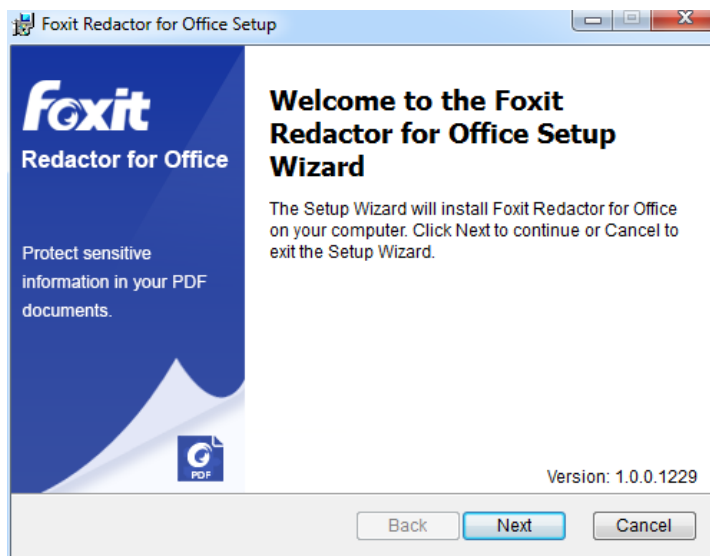 Foxit Redactor for Office Setup
Foxit
Redactor for Office
Protect sensitive
information in your PDF
documents.
PDF
Welcome to the Foxit
Redactor for Office Setup
Wizard
The Setup Wizard will install Foxit Redactor for Office
on your computer. Click Next to continue or Cancel to
exit the Setup Wizard.
Version: 1.0.0.1229
Back Next Cancel